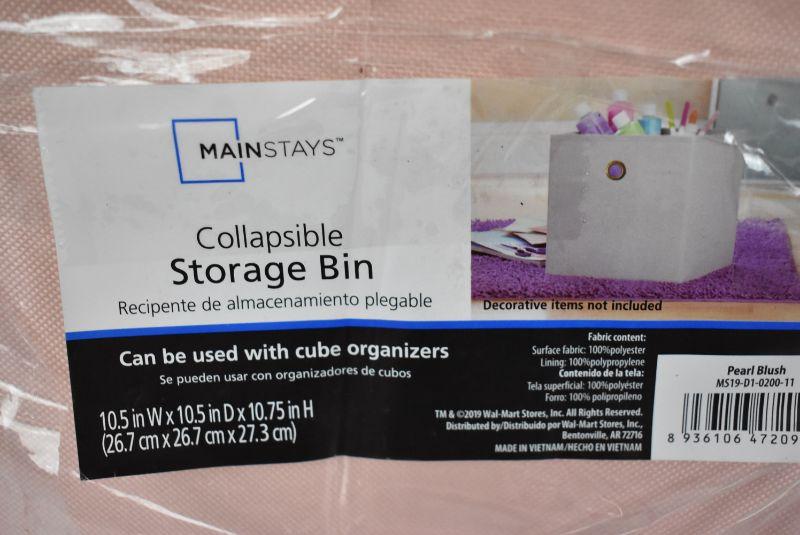 MAINSTAYS™
Collapsible
Storage Bin
Recipente de almacenamiento plegable
Decorative items not included
Can be used with cube organizers
Se pueden usar con organizadores de cubos
10.5 in W x 10.5 in D x 10.75 in H
(26.7 cm x 26.7 cm x 27.3 cm)
Fabric content:
Surface fabric: 100%polyester
Lining: 100%polypropylene
Contenido de la tela:
Tela superficial: 100%polyéster
Forro: 100% polipropileno
TM & ©2019 Wal-Mart Stores, Inc. All Rights Reserved.
Distributed by/Distribuido por Wal-Mart Stores, Inc.,
Bentonville, AR 72716
MADE IN VIETNAM/HECHO EN VIETNAM
Pearl Blush
MS19-D1-0200-11
8 936106 47209